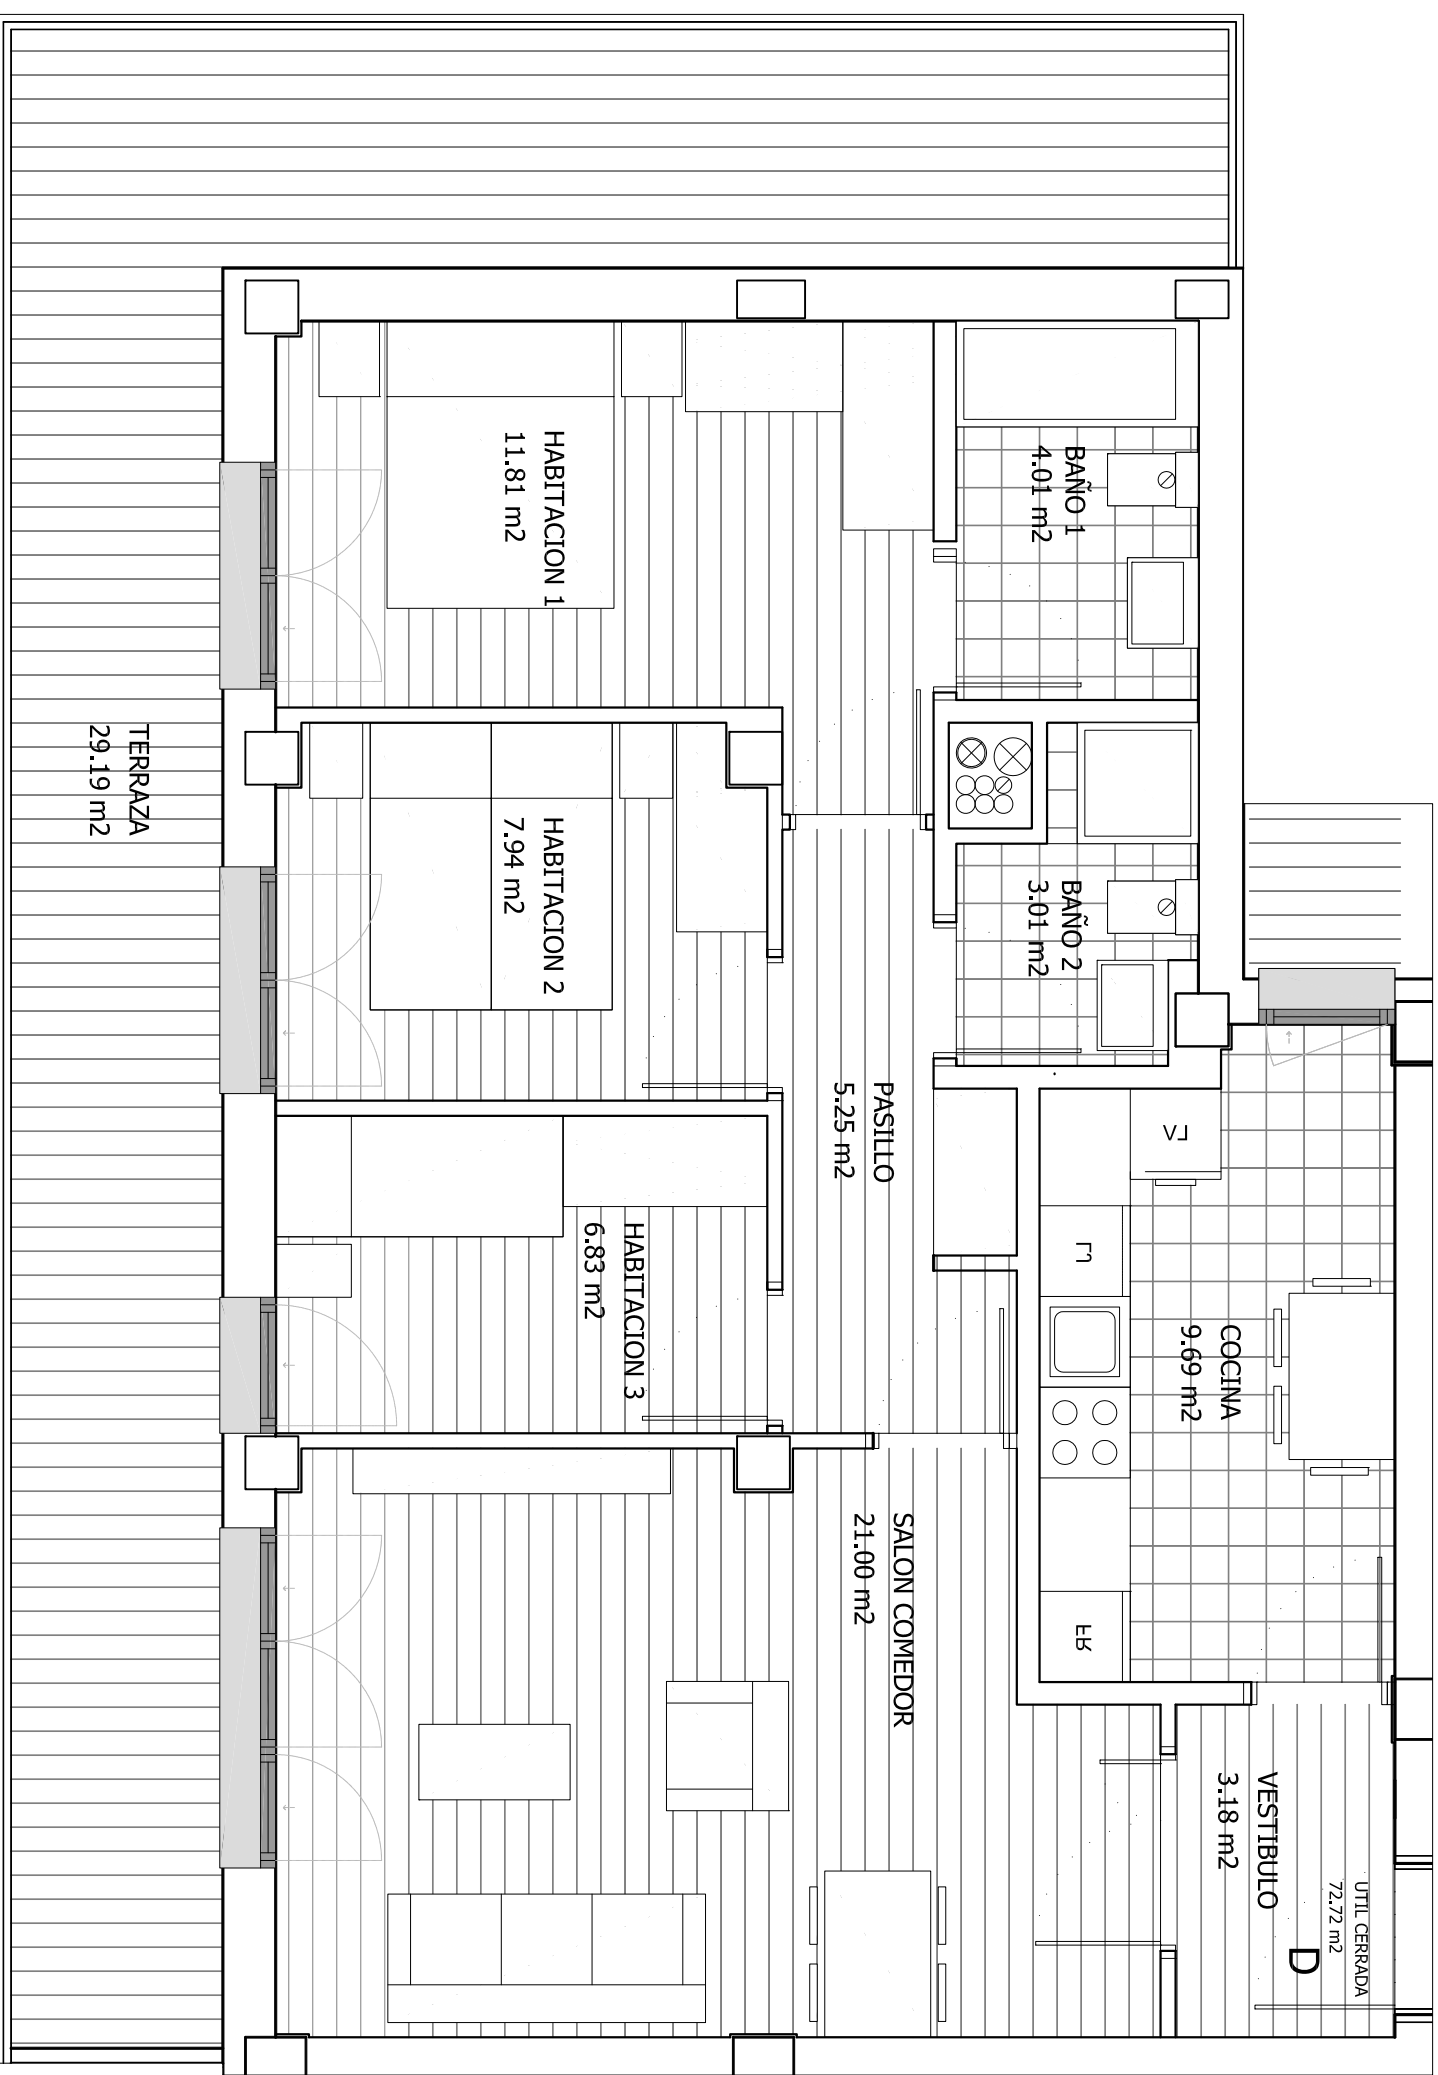 BAÑO 1
4.01 m2
HABITACION 1
11.81 m2
TERRAZA
29.19 m2
BAÑO 2
3.01 m2
HABITACION 2
7.94 m2
PASILLO
5.25 m2
LV
LJ
COCINA
9.69 m2
HABITACION 3
6.83 m2
SALON COMEDOR
21.00 m2
FR
VESTIBULO
3.18 m2
UTIL CERRADA
72.72 m2
D